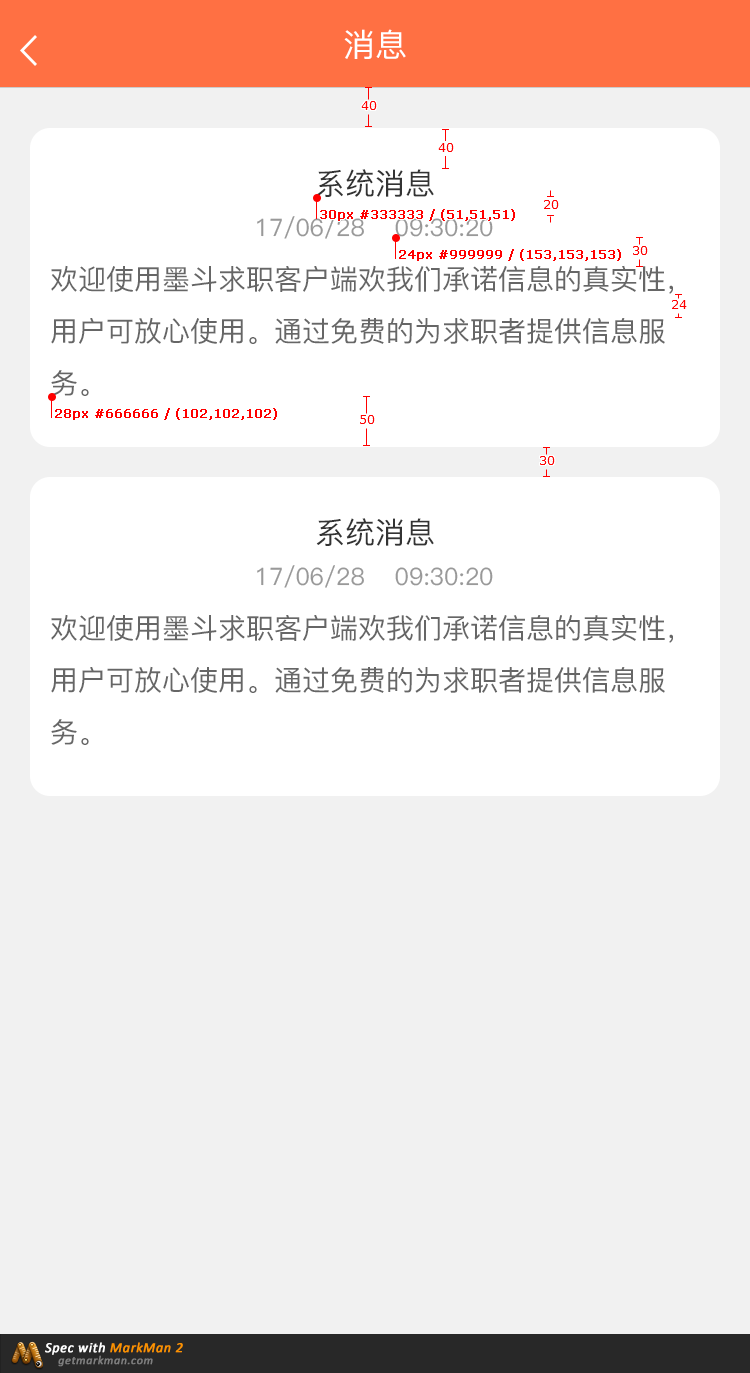 消息
40
40
系统消息
30px #333333 / (51,51,51)
20
17/06/28 09:30:20
24px #999999 / (153,153,153)
30
欢迎使用墨斗求职客户端欢我们承诺信息的真实性，
24
用户可放心使用。通过免费的为求职者提供信息服
务。
28px #666666 / (102,102,102)
50
30
系统消息
17/06/28 09:30:20
欢迎使用墨斗求职客户端欢我们承诺信息的真实性，
用户可放心使用。通过免费的为求职者提供信息服
务。
Spec with MarkMan 2
getmarkman.com